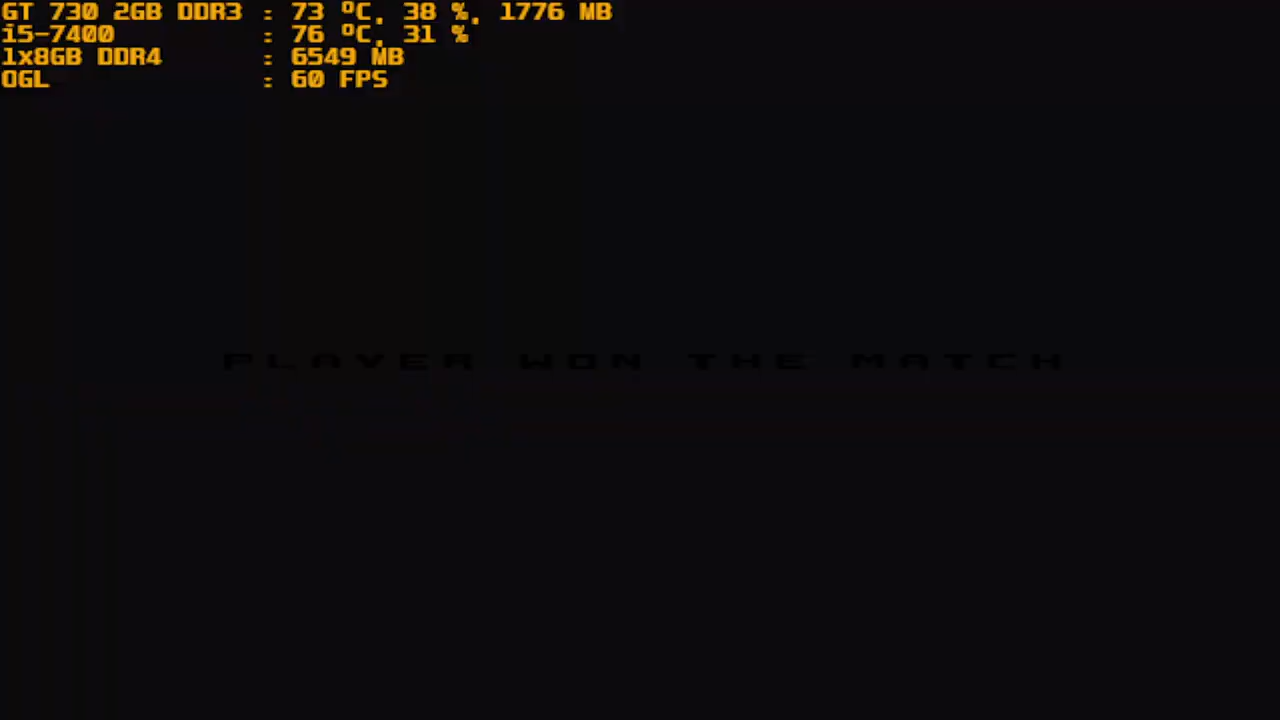 GT 730 2GB DDR3 : 73 ºC, 38 %, 1776 MB
i5-7400 : 76 ºC, 31 %
1x8GB DDR4 : 6549 MB
OGL : 60 FPS
PLAYER WON THE MATCH